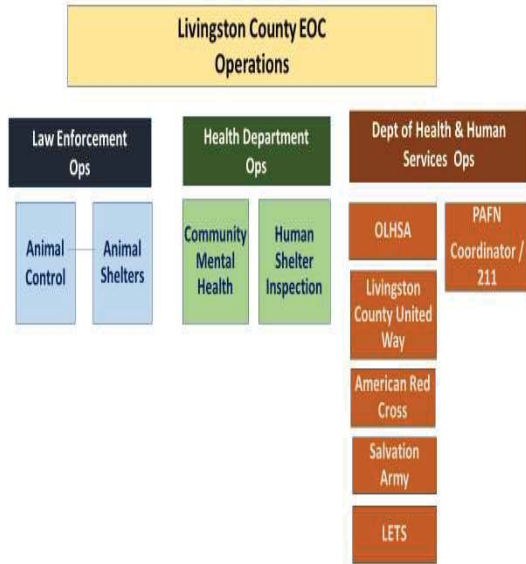 Livingston County EOC
Operations
Law Enforcement
Ops
Animal
Control
Animal
Shelters
Health Department
Ops
Community
Mental
Health
Human
Shelter
Inspection
Dept of Health & Human
Services Ops
OLHSA
Livingston
County United
Way
American Red
Cross
Salvation
Army
LETS
PAFN
Coordinator /
211